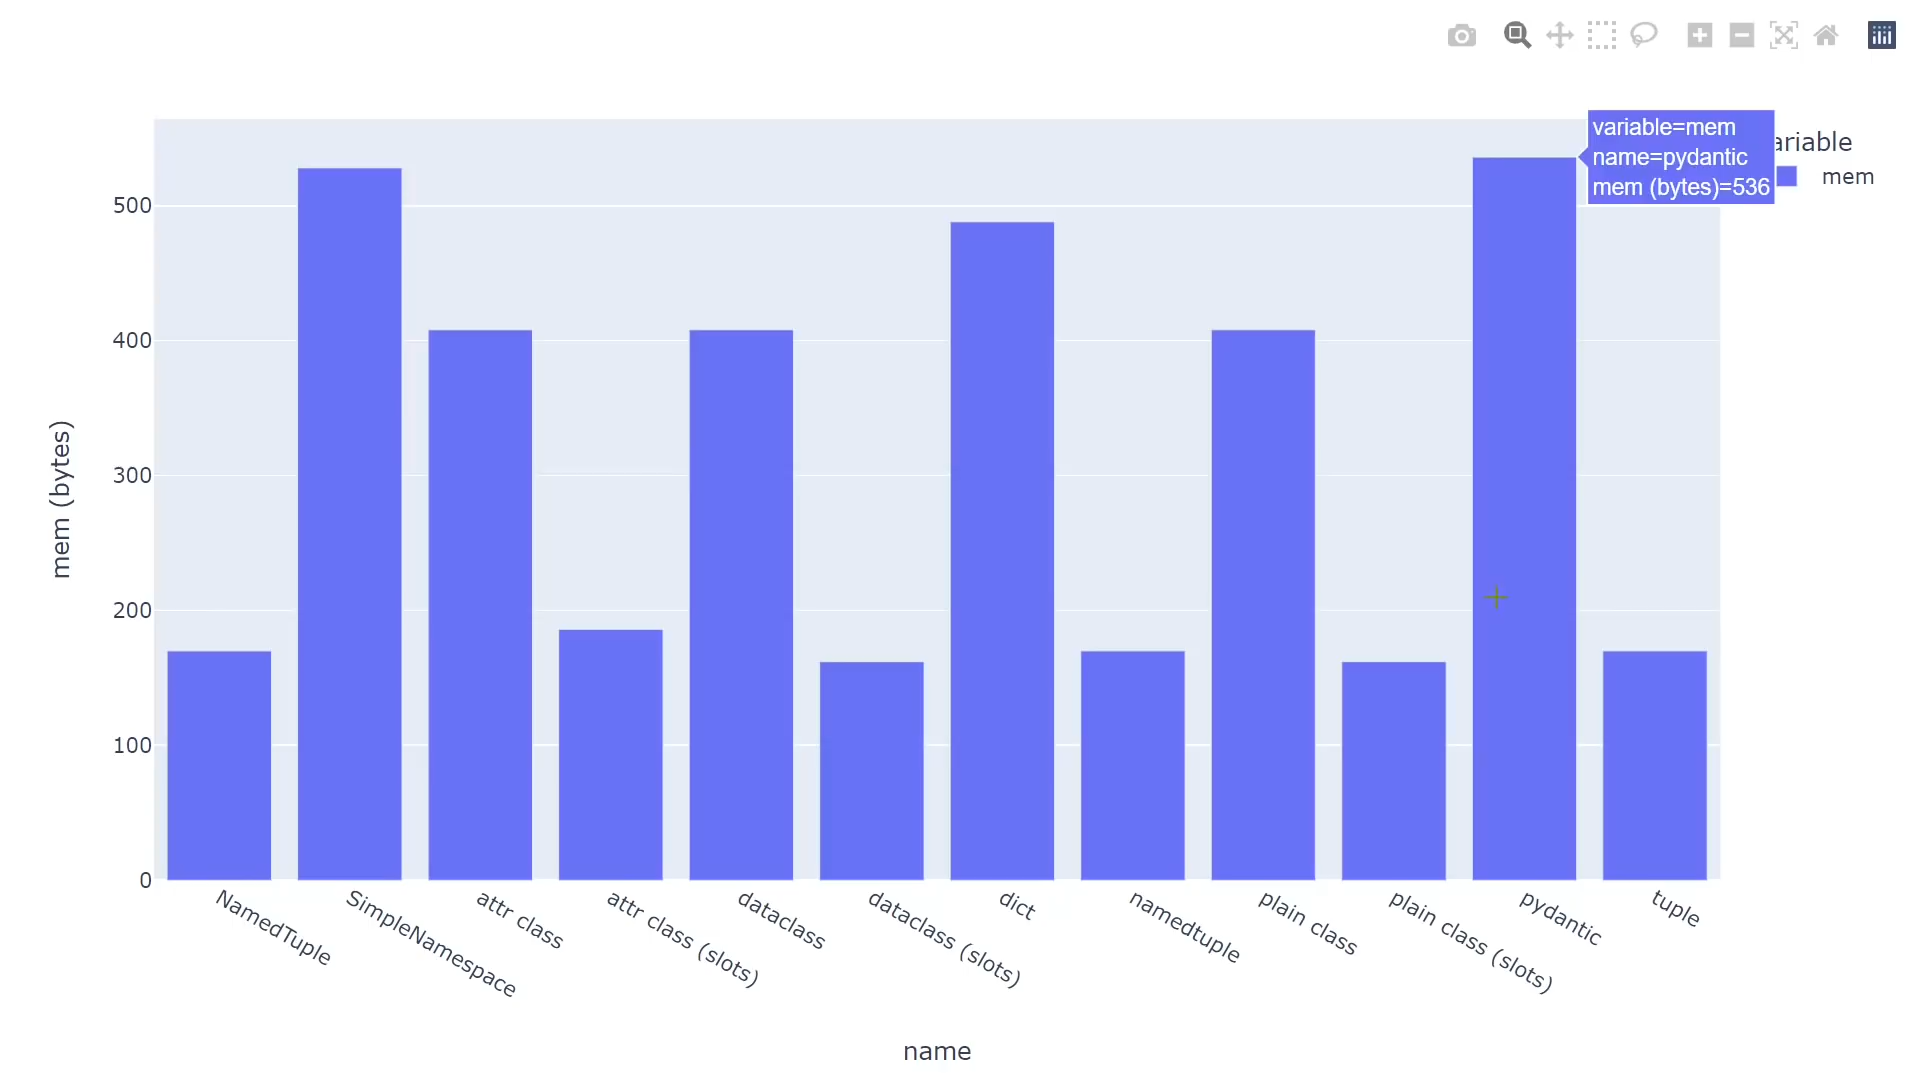 variable=mem
name=pydantic
mem (bytes)=536
ariable
mem
mem (bytes)
500
400
300
200
100
0
NamedTuple
SimpleNamespace
attr class
attr class (slots)
dataclass
dataclass (slots)
dict
namedtuple
plain class
plain class (slots)
pydantic
tuple
name